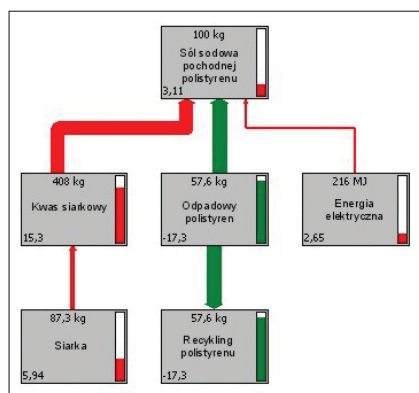 100 kg
Sól sodowa
pochodnej
polistyrenu
3,11
408 kg
Kwas siarkowy
15,3
57,6 kg
Odpadowy
polistyren
-17,3
216 MJ
Energia
elektryczna
2,65
87,3 kg
Siarka
5,94
57,6 kg
Recykling
polistyrenu
-17,3